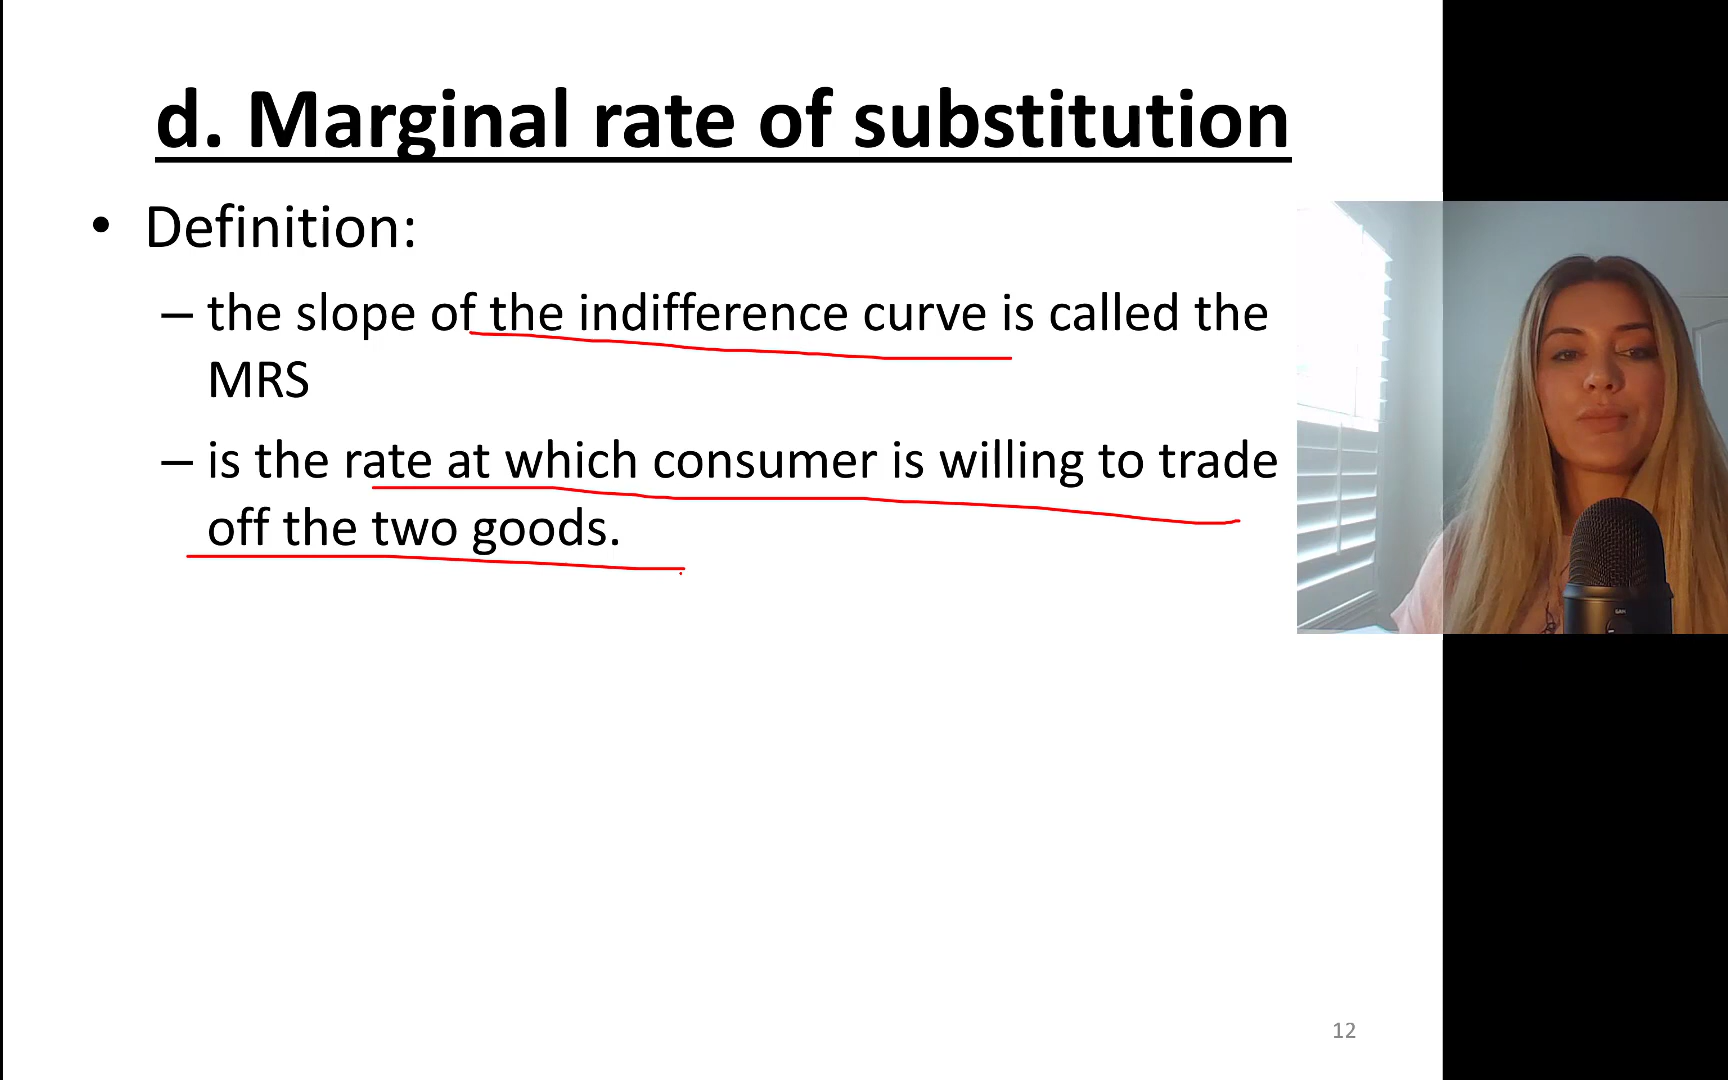 d. Marginal rate of substitution
• Definition:
– the slope of the indifference curve is called the
MRS
– is the rate at which consumer is willing to trade
off the two goods.
12